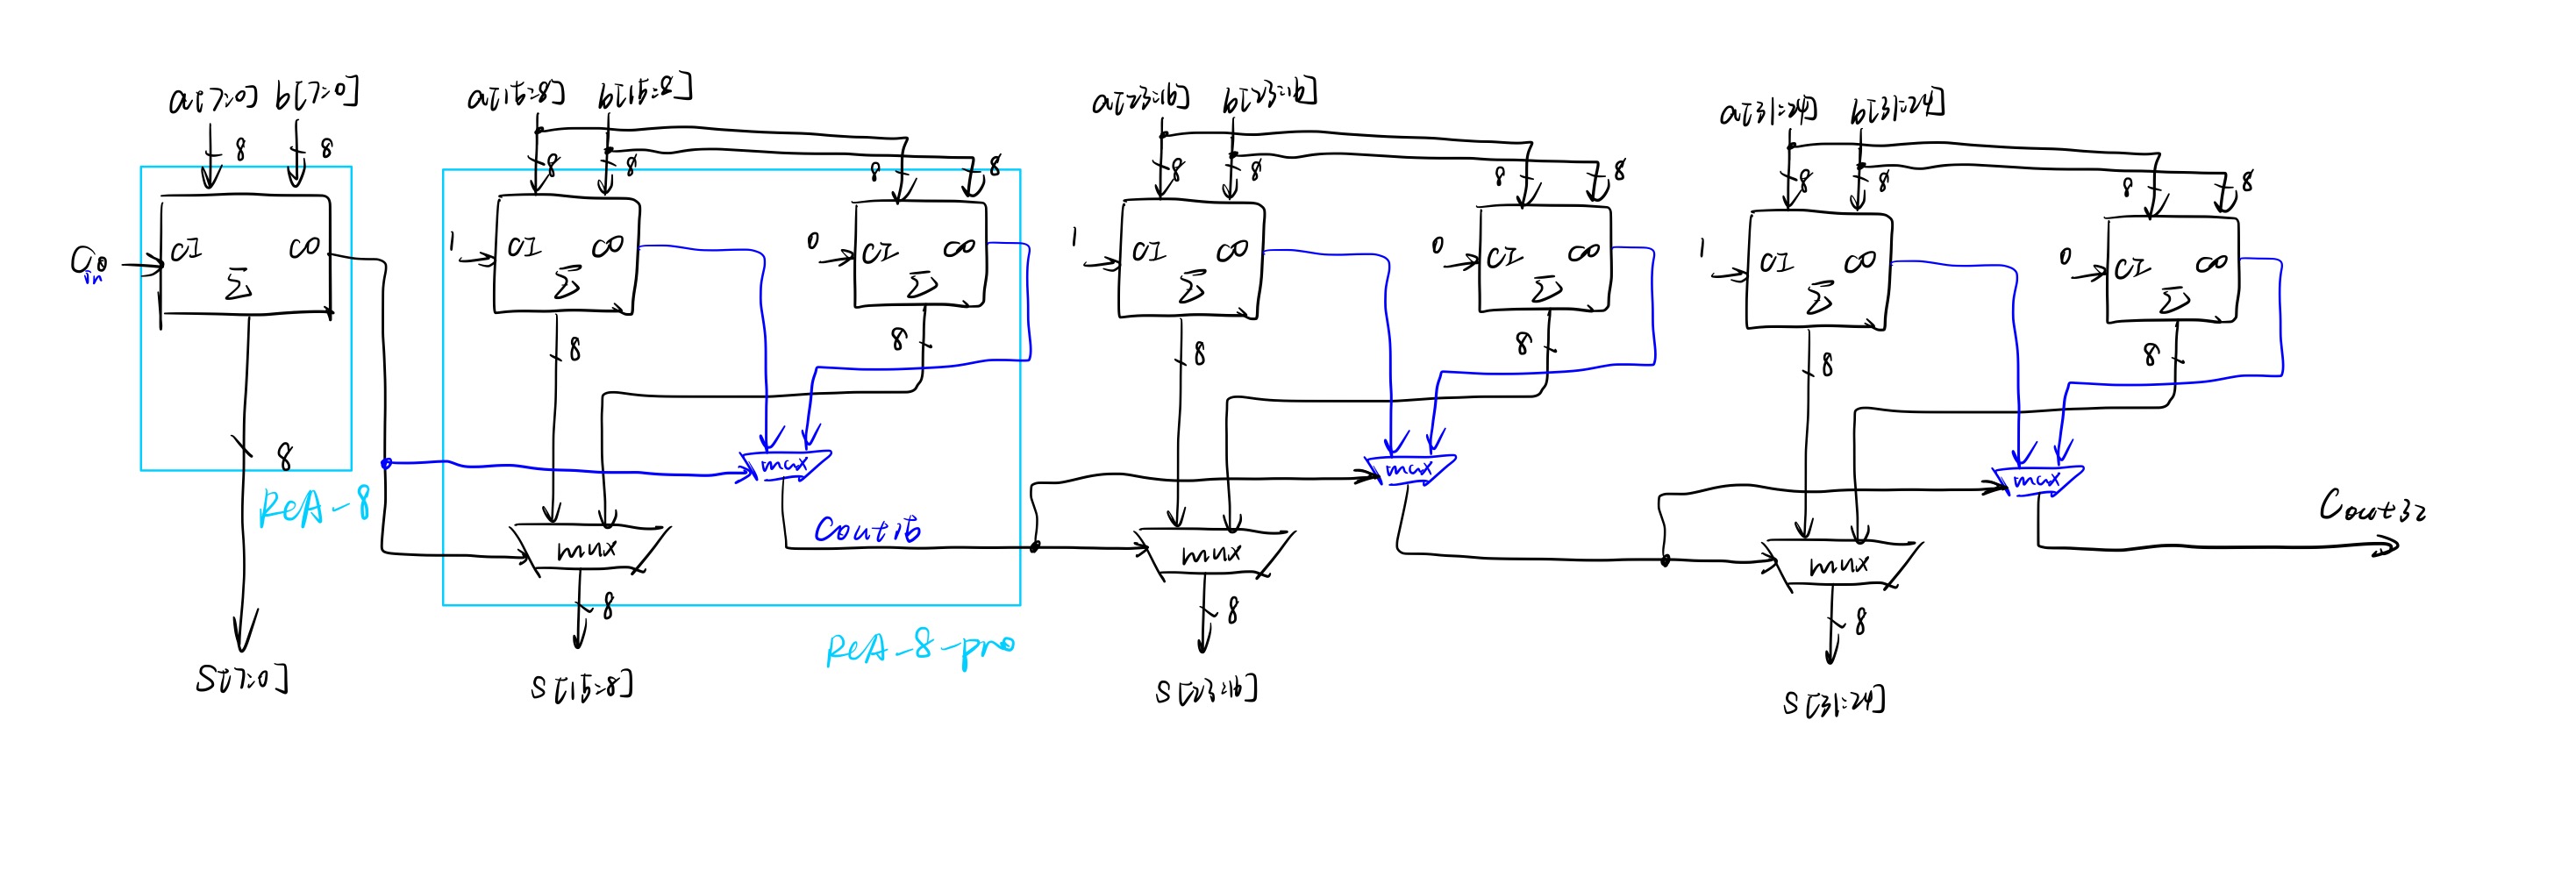 a[7:0] b[7:0]
a[15:8] b[15:8]
a[23:16] b[23:16]
a[31:24] b[31:24]
8 8
8 8 8 8
8 8 8 8
8 8 8 8
C0 in
CI CO
Σ
1 CI CO
Σ
0 CI CO
Σ
1 CI CO
Σ
0 CI CO
Σ
1 CI CO
Σ
0 CI CO
Σ
8 8 8 8 8 8
8
RCA-8
mux
mux
mux
Cout16
Cout32
mux
mux
mux
8 8 8
RCA-8-pro
S[7:0]
S[15:8]
S[23:16]
S[31:24]